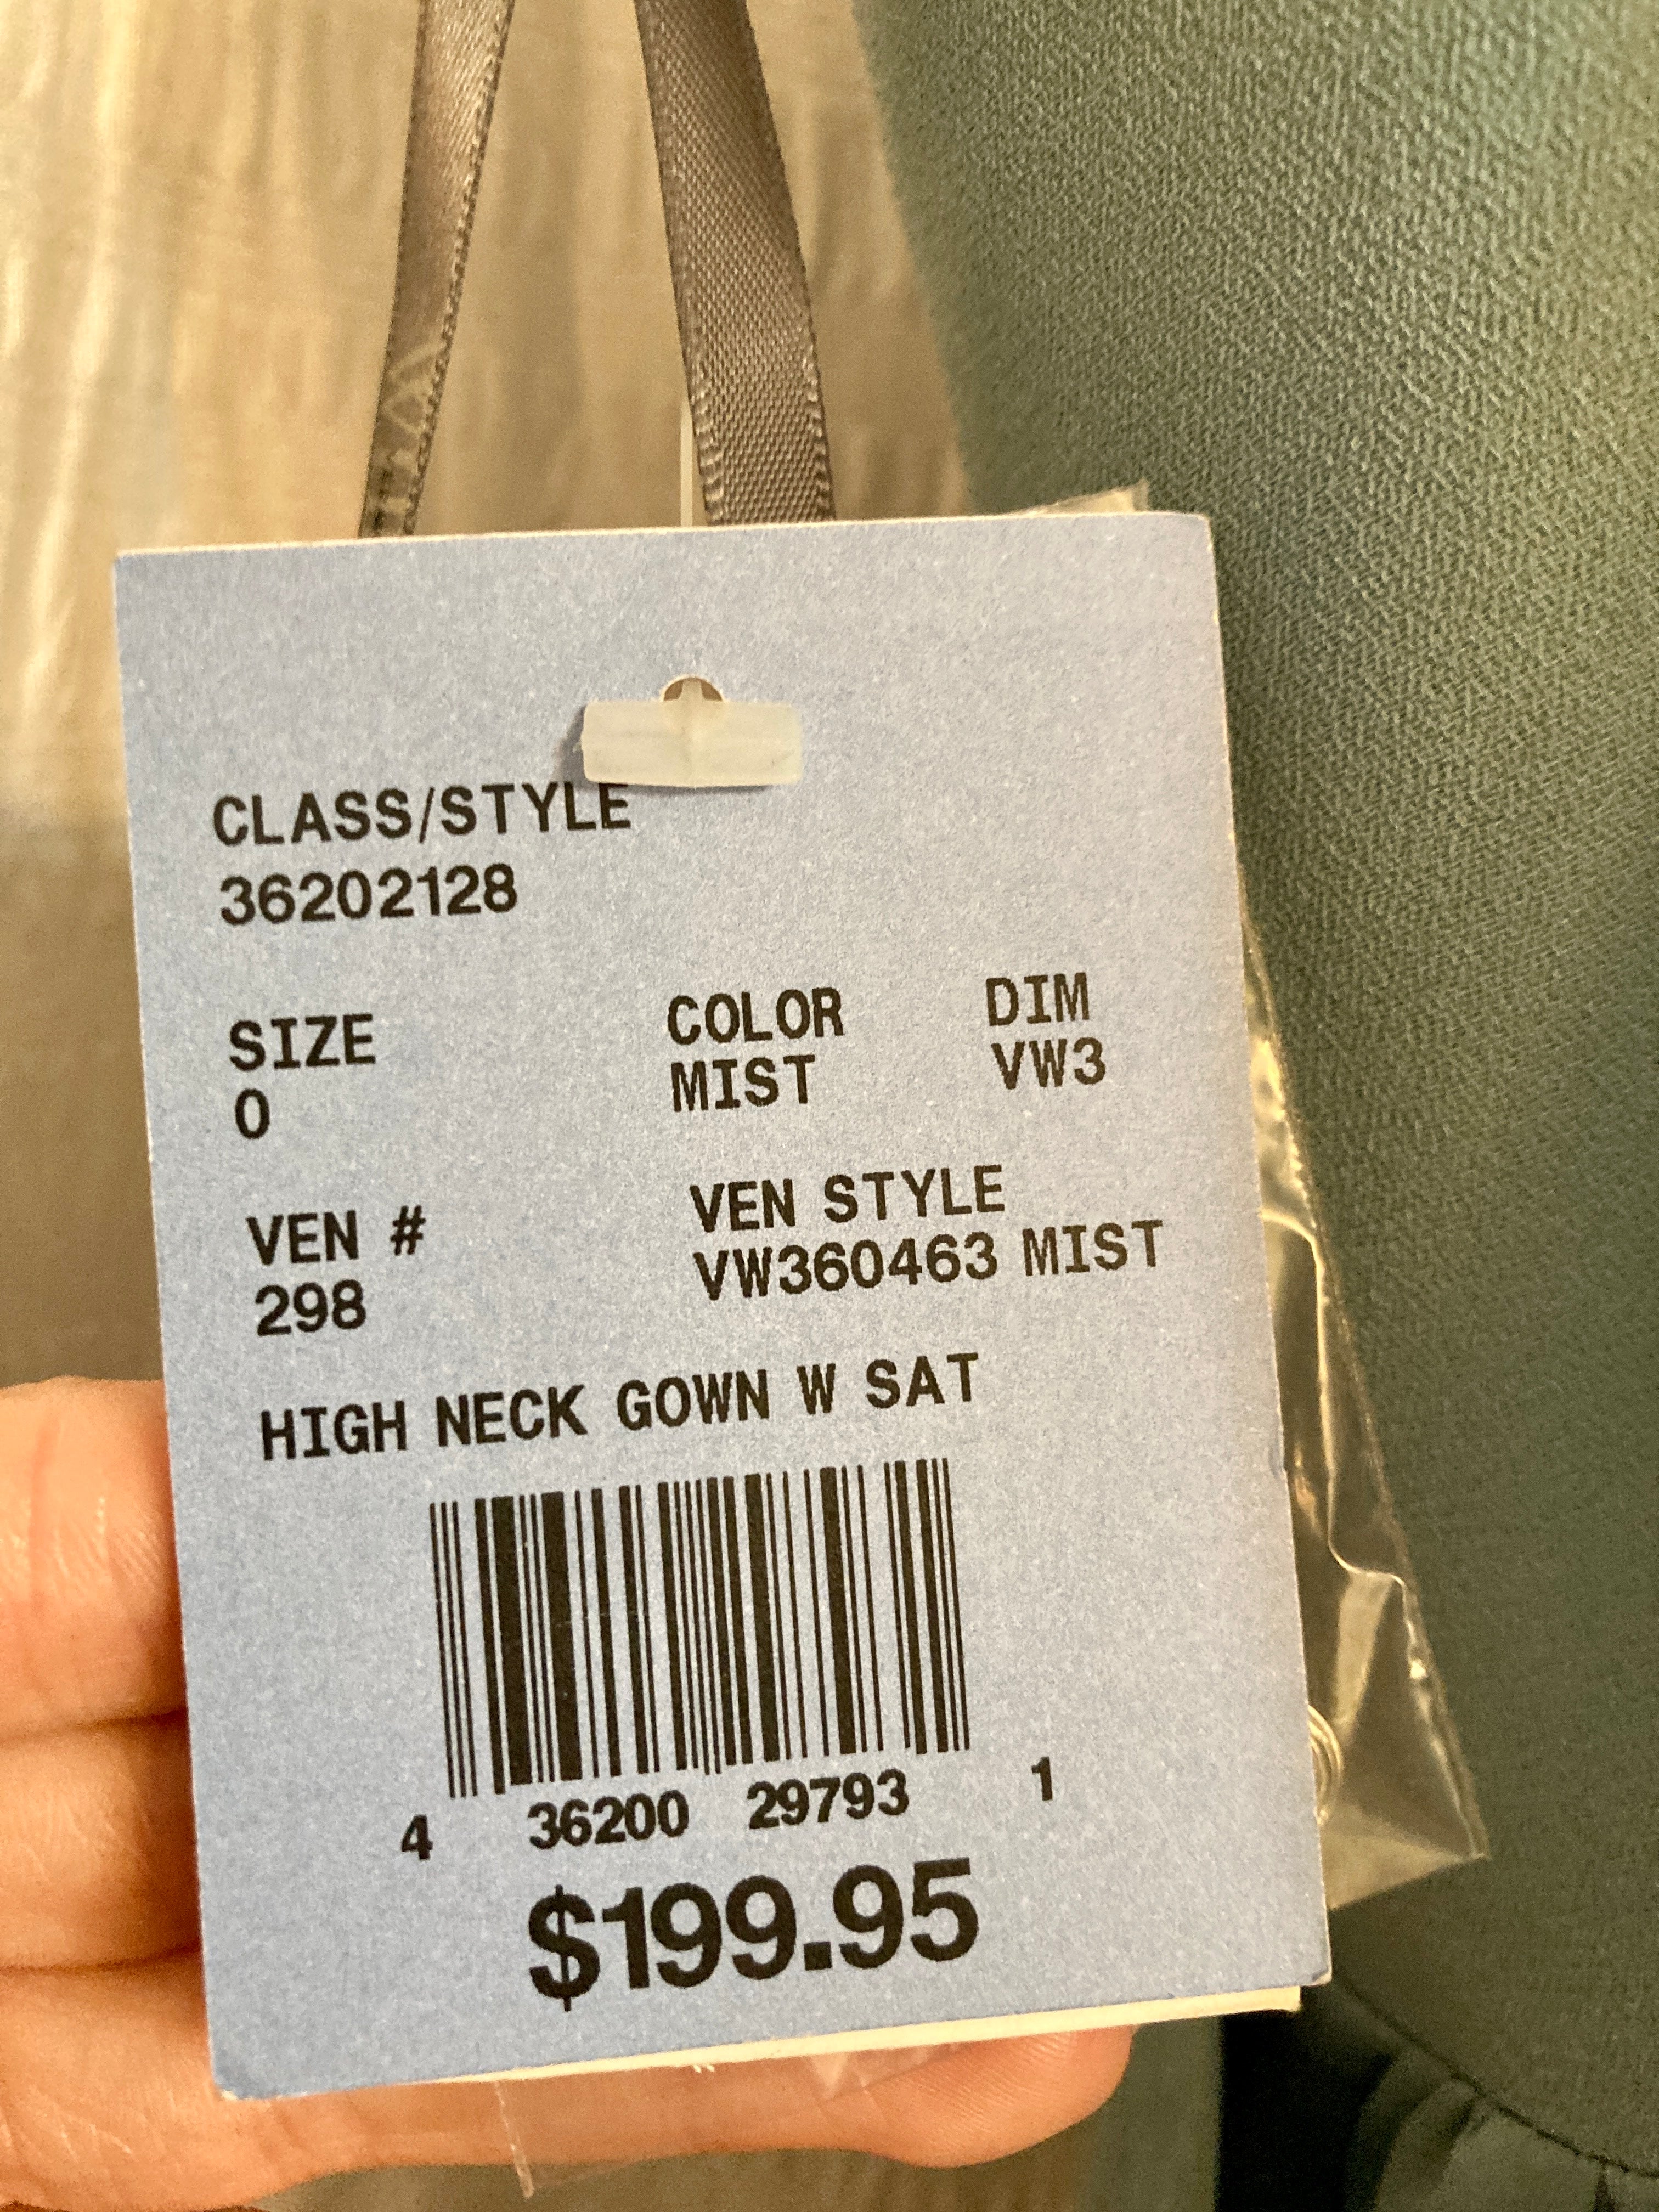 CLASS/STYLE
36202128
SIZE COLOR DIM
0 MIST VW3
VEN # VEN STYLE
298 VW360463 MIST
HIGH NECK GOWN W SAT
4 36200 29793 1
$199.95